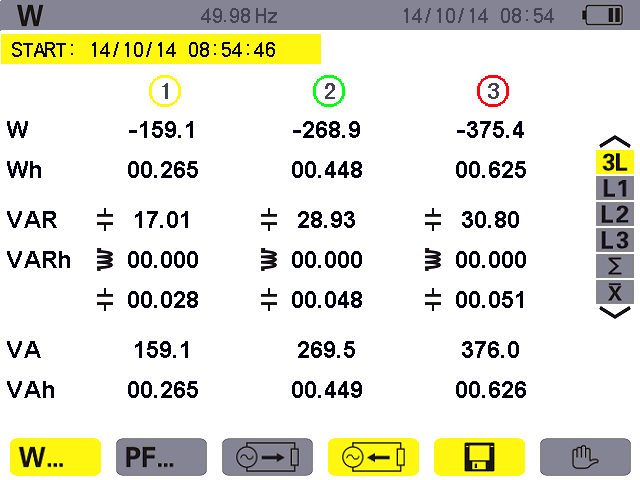 W 49.98 Hz 14/10/14 08:54
START: 14/10/14 08:54:46
1 2 3
W -159.1 -268.9 -375.4
3L
Wh 00.265 00.448 00.625
L1
VAR 17.01 28.93 30.80
L2
L3
VARh 00.000 00.000 00.000
Σ
00.028 00.048 00.051
X̅
VA 159.1 269.5 376.0
VAh 00.265 00.449 00.626
W... PF...